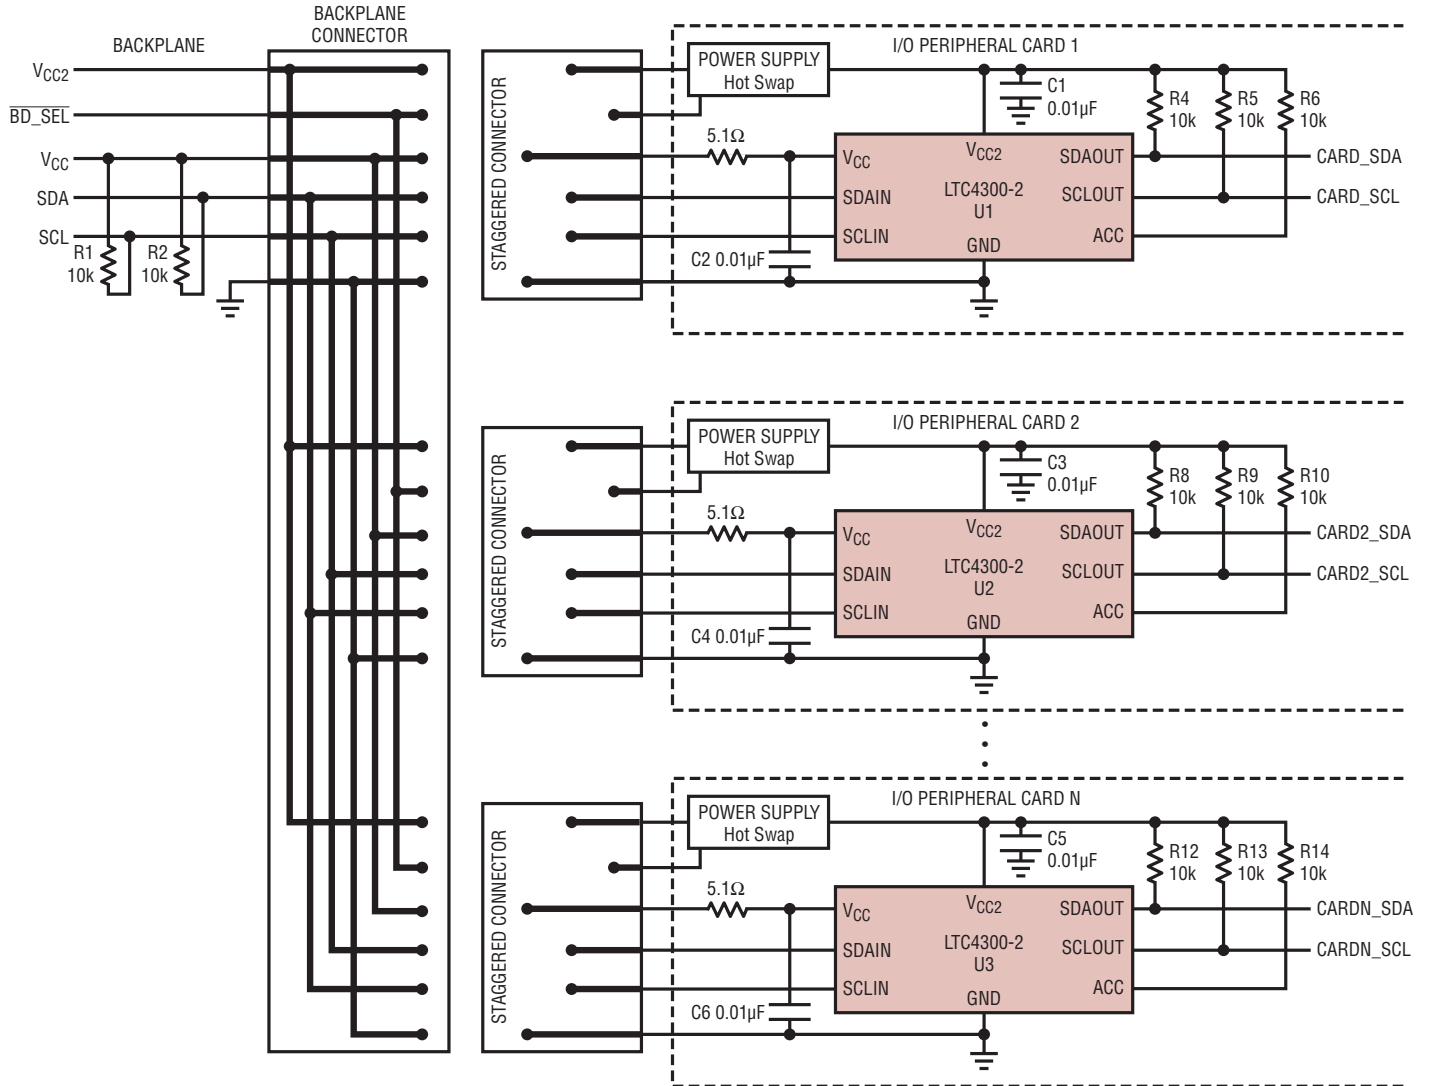 BACKPLANE
BACKPLANE
CONNECTOR
VCC2
BD_SEL
VCC
SDA
SCL
R1
10k
R2
10k
STAGGERED CONNECTOR
I/O PERIPHERAL CARD 1
POWER SUPPLY
Hot Swap
C1
0.01µF
R4
10k
R5
10k
R6
10k
5.1Ω
C2 0.01µF
VCC
VCC2
SDAOUT
SDAIN
LTC4300-2
U1
SCLOUT
SCLIN
GND
ACC
CARD_SDA
CARD_SCL
STAGGERED CONNECTOR
I/O PERIPHERAL CARD 2
POWER SUPPLY
Hot Swap
C3
0.01µF
R8
10k
R9
10k
R10
10k
5.1Ω
C4 0.01µF
VCC
VCC2
SDAOUT
SDAIN
LTC4300-2
U2
SCLOUT
SCLIN
GND
ACC
CARD2_SDA
CARD2_SCL
STAGGERED CONNECTOR
I/O PERIPHERAL CARD N
POWER SUPPLY
Hot Swap
C5
0.01µF
R12
10k
R13
10k
R14
10k
5.1Ω
C6 0.01µF
VCC
VCC2
SDAOUT
SDAIN
LTC4300-2
U3
SCLOUT
SCLIN
GND
ACC
CARDN_SDA
CARDN_SCL